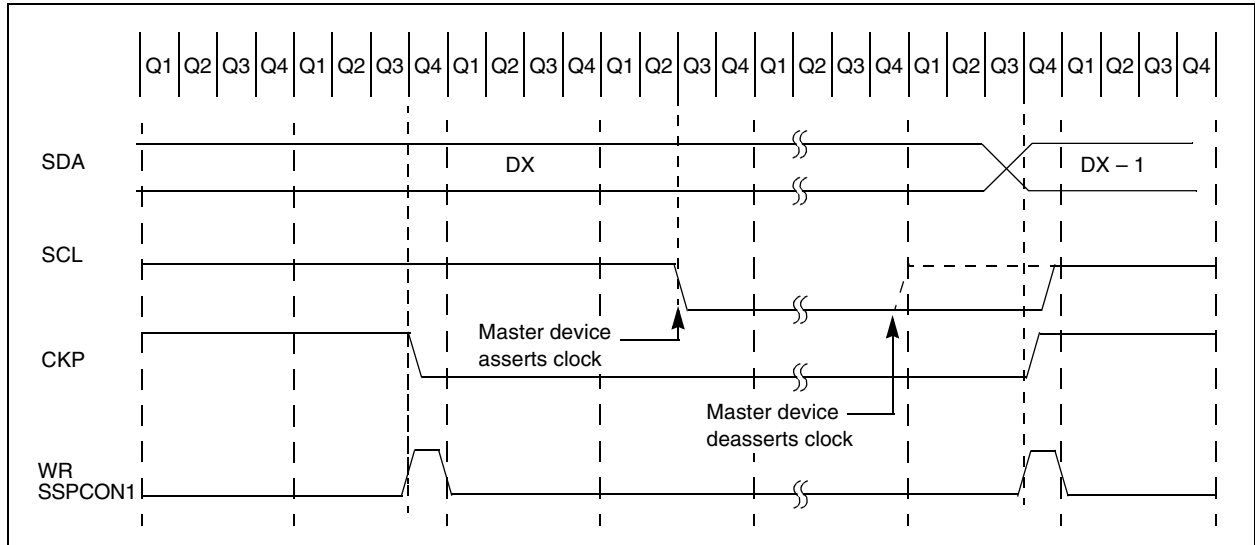 Q1 Q2 Q3 Q4 Q1 Q2 Q3 Q4 Q1 Q2 Q3 Q4 Q1 Q2 Q3 Q4 Q1 Q2 Q3 Q4 Q1 Q2 Q3 Q4 Q1 Q2 Q3 Q4
SDA
DX
DX – 1
SCL
Master device
asserts clock
CKP
Master device
deasserts clock
WR
SSPCON1